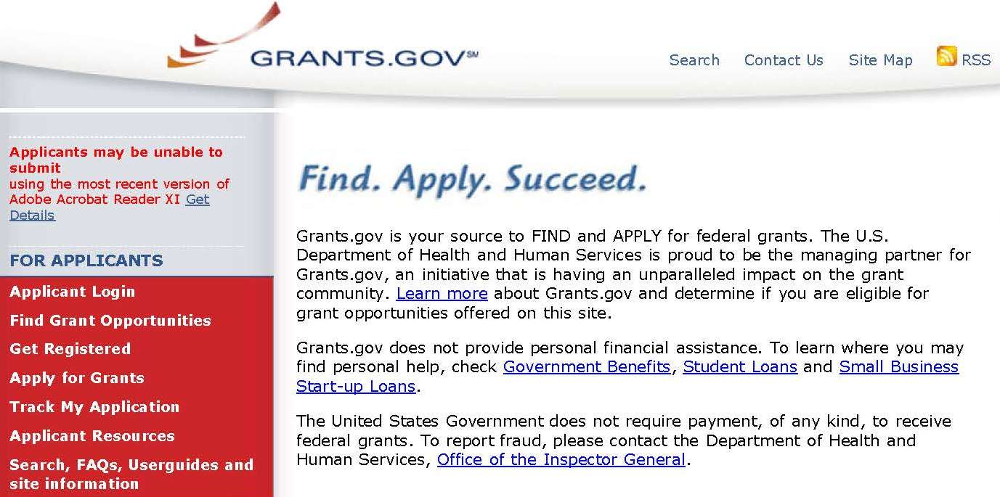 GRANTS.GOV℠
Search Contact Us Site Map RSS
Applicants may be unable to
submit
using the most recent version of
Adobe Acrobat Reader XI Get
Details
FOR APPLICANTS
Applicant Login
Find Grant Opportunities
Get Registered
Apply for Grants
Track My Application
Applicant Resources
Search, FAQs, Userguides and
site information
Find. Apply. Succeed.
Grants.gov is your source to FIND and APPLY for federal grants. The U.S.
Department of Health and Human Services is proud to be the managing partner for
Grants.gov, an initiative that is having an unparalleled impact on the grant
community. Learn more about Grants.gov and determine if you are eligible for
grant opportunities offered on this site.
Grants.gov does not provide personal financial assistance. To learn where you may
find personal help, check Government Benefits, Student Loans and Small Business
Start-up Loans.
The United States Government does not require payment, of any kind, to receive
federal grants. To report fraud, please contact the Department of Health and
Human Services, Office of the Inspector General.